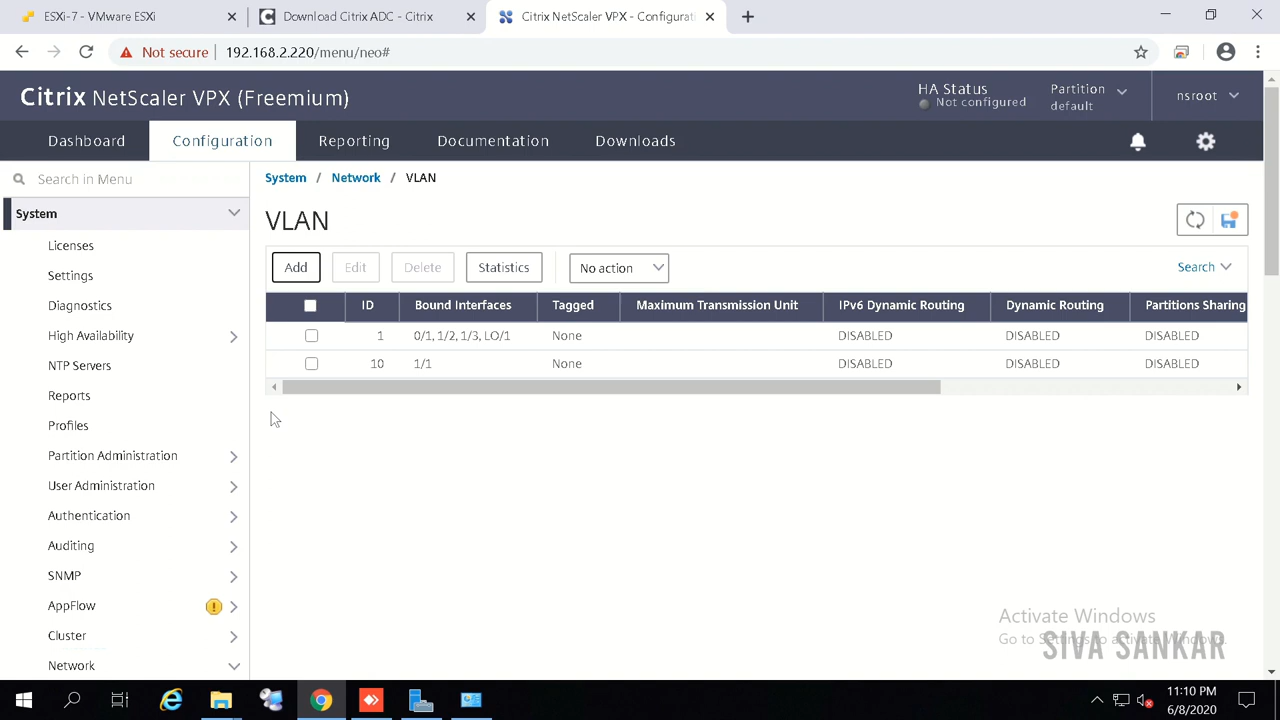 ESXi-7 - VMware ESXi
Download Citrix ADC - Citrix
Citrix NetScaler VPX - Configurati
Not secure
192.168.2.220/menu/neo#
Citrix NetScaler VPX (Freemium)
HA Status
Not configured
Partition
default
nsroot
Dashboard
Configuration
Reporting
Documentation
Downloads
Search in Menu
System / Network / VLAN
System
VLAN
Licenses
Settings
Diagnostics
High Availability
NTP Servers
Reports
Profiles
Partition Administration
User Administration
Authentication
Auditing
SNMP
AppFlow
Cluster
Network
Add
Edit
Delete
Statistics
No action
Search
ID Bound Interfaces Tagged Maximum Transmission Unit IPv6 Dynamic Routing Dynamic Routing Partitions Sharing
1 0/1, 1/2, 1/3, LO/1 None DISABLED DISABLED DISABLED
10 1/1 None DISABLED DISABLED DISABLED
Activate Windows
Go to Settings to activate Windows.
SIVA SANKAR
11:10 PM
6/8/2020